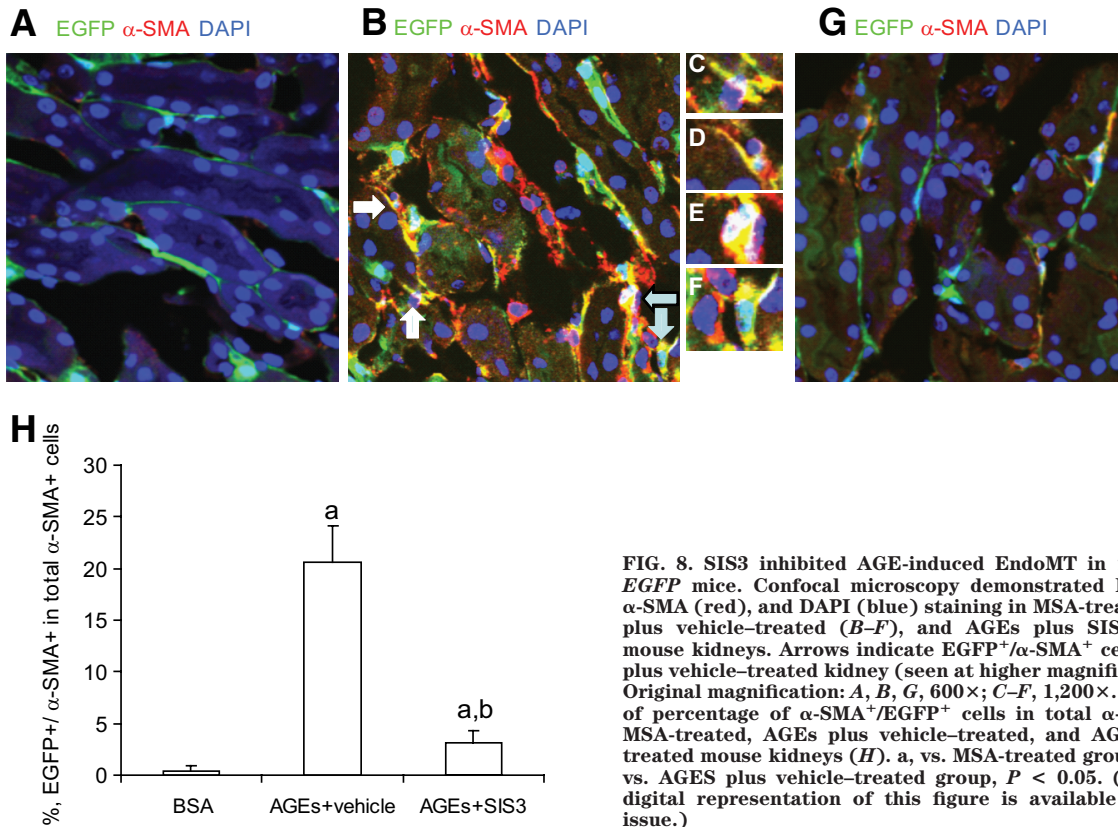 A EGFP α-SMA DAPI
B EGFP α-SMA DAPI
C
D
E
F
G EGFP α-SMA DAPI
H
%, EGFP+/ α-SMA+ in total α-SMA+ cells
30
25
20
15
10
5
0
a
a,b
BSA AGEs+vehicle AGEs+SIS3
FIG. 8. SIS3 inhibited AGE-induced EndoMT in
EGFP mice. Confocal microscopy demonstrated
α-SMA (red), and DAPI (blue) staining in MSA-trea
plus vehicle–treated (B–F), and AGEs plus SIS
mouse kidneys. Arrows indicate EGFP+/α-SMA+ ce
plus vehicle–treated kidney (seen at higher magnifi
Original magnification: A, B, G, 600×; C–F, 1,200×.
of percentage of α-SMA+/EGFP+ cells in total α-
MSA-treated, AGEs plus vehicle–treated, and AG
treated mouse kidneys (H). a, vs. MSA-treated grou
vs. AGES plus vehicle–treated group, P < 0.05. (
digital representation of this figure is available
issue.)